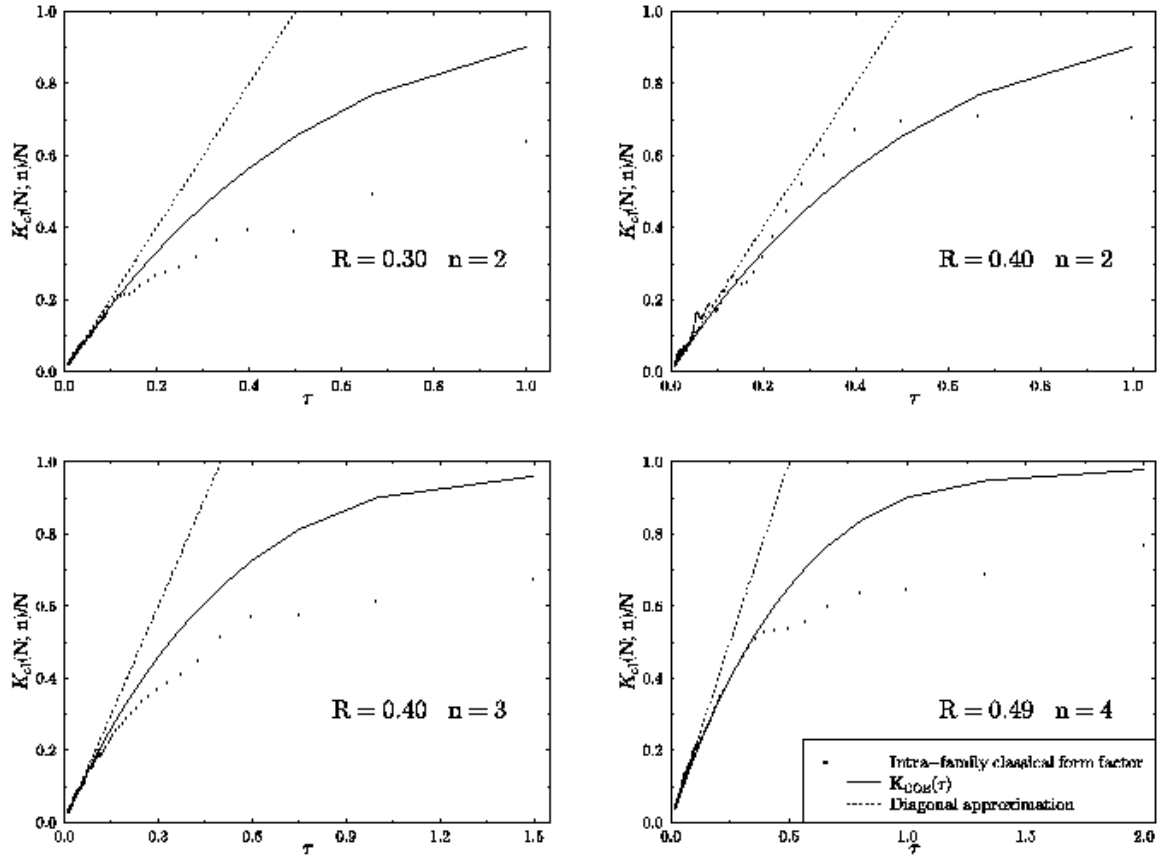 1.0
0.8
0.6
0.4
0.2
0.0
K_cl(N; n)/N
R = 0.30 n = 2
0.0 0.2 0.4 0.6 0.8 1.0
τ
1.0
0.8
0.6
0.4
0.2
0.0
K_cl(N; n)/N
R = 0.40 n = 2
0.0 0.2 0.4 0.6 0.8 1.0
τ
1.0
0.8
0.6
0.4
0.2
0.0
K_cl(N; n)/N
R = 0.40 n = 3
0.0 0.3 0.6 0.9 1.2 1.5
τ
1.0
0.8
0.6
0.4
0.2
0.0
K_cl(N; n)/N
R = 0.49 n = 4
Intra-family classical form factor
K_COE(τ)
Diagonal approximation
0.0 0.5 1.0 1.5 2.0
τ